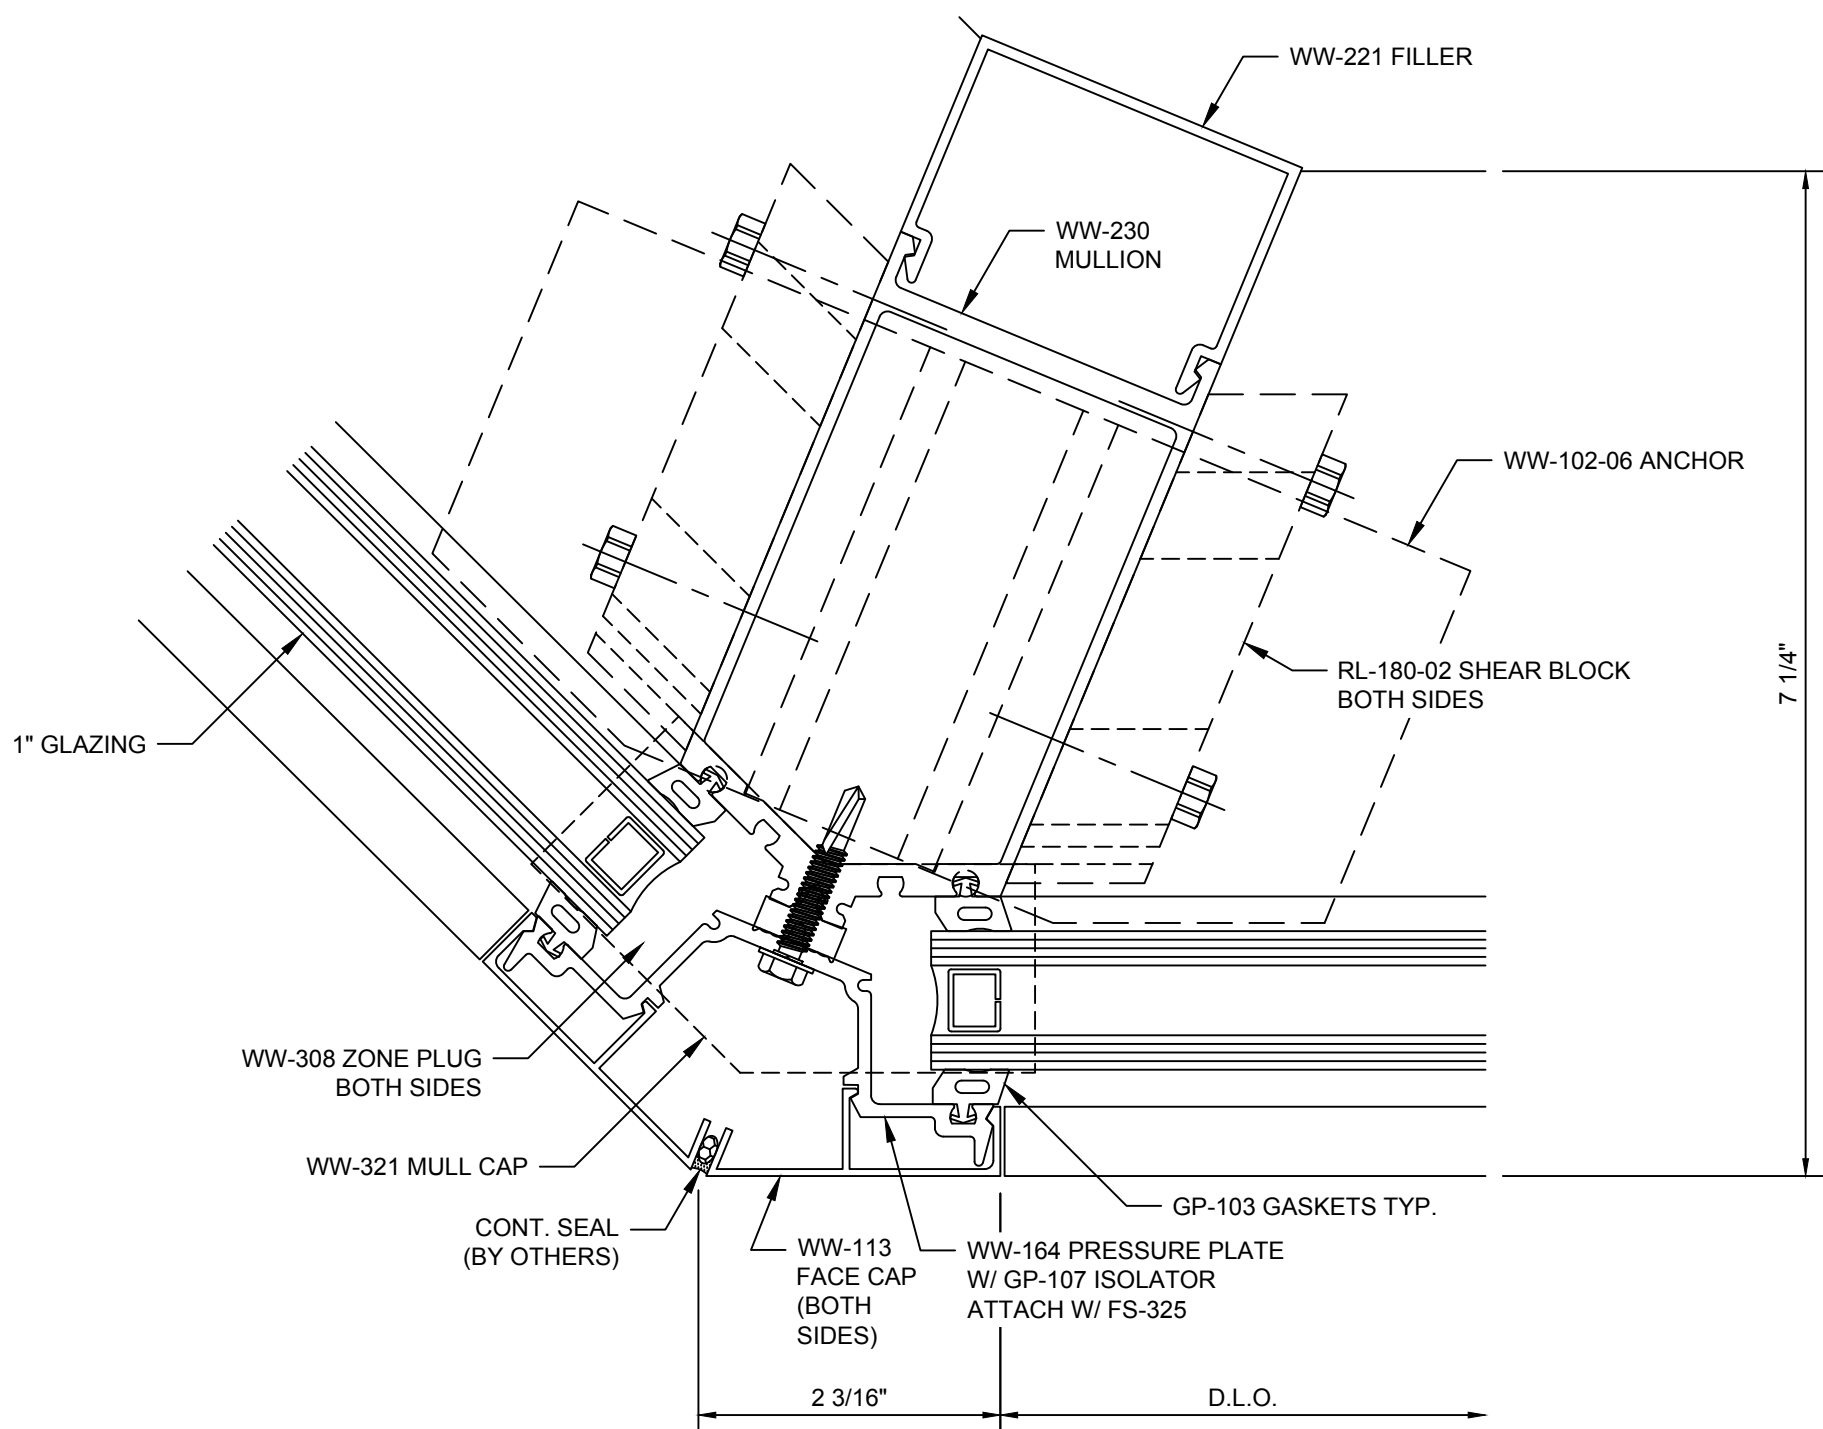 WW-221 FILLER
WW-230
MULLION
WW-102-06 ANCHOR
RL-180-02 SHEAR BLOCK
BOTH SIDES
7 1/4"
1" GLAZING
WW-308 ZONE PLUG
BOTH SIDES
WW-321 MULL CAP
CONT. SEAL
(BY OTHERS)
WW-113
FACE CAP
(BOTH
SIDES)
WW-164 PRESSURE PLATE
W/ GP-107 ISOLATOR
ATTACH W/ FS-325
GP-103 GASKETS TYP.
2 3/16"
D.L.O.